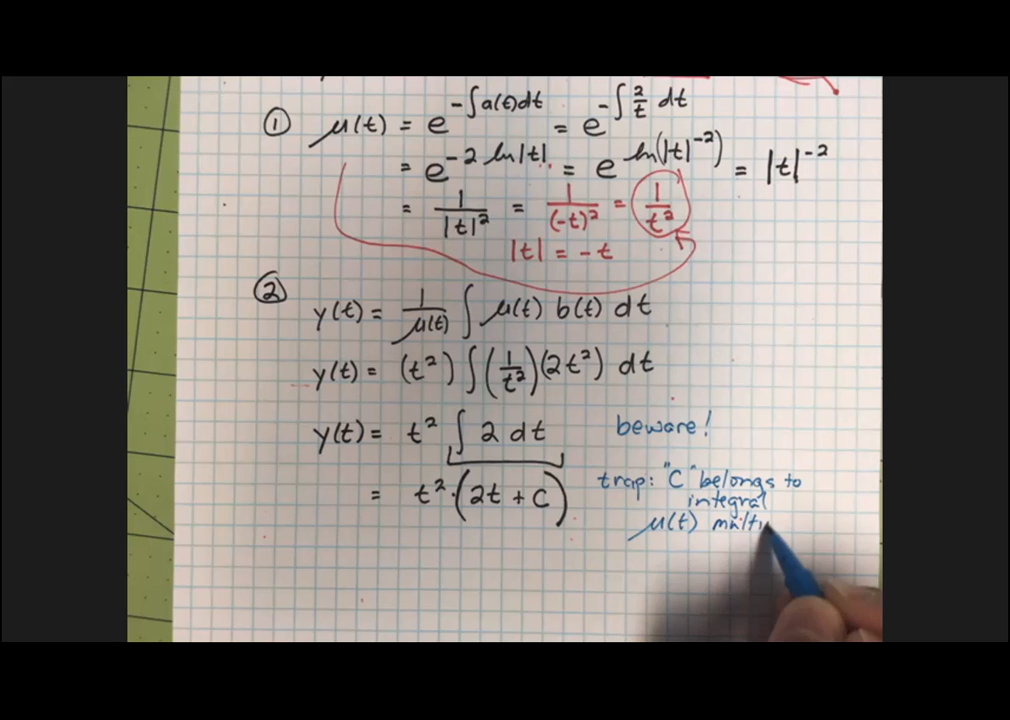 ① μ(t) = e^{-∫a(t)dt} = e^{-∫ 2/t dt}
= e^{-2 ln|t|} = e^{ln(|t|^{-2})} = |t|^{-2}
= 1/|t|² = 1/(-t)² = 1/t²
|t| = -t
② y(t) = 1/μ(t) ∫ μ(t) b(t) dt
y(t) = (t²) ∫ (1/t²)(2t²) dt
y(t) = t² ∫ 2 dt
beware!
= t²·(2t + C)
trap: "C" belongs to
integral
μ(t) multi